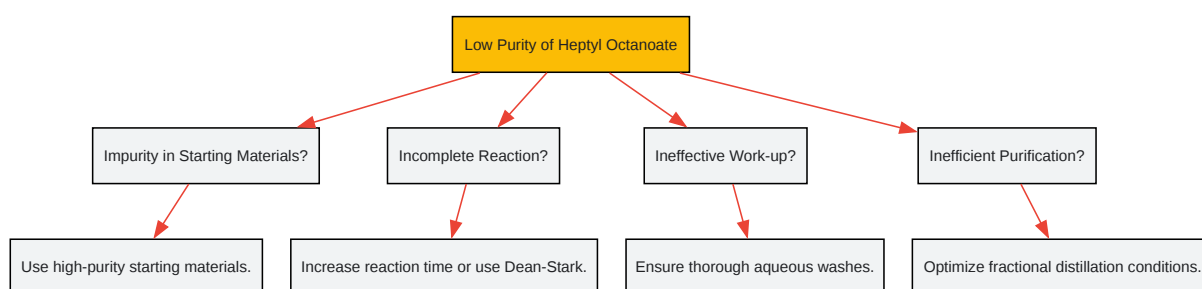 Low Purity of Heptyl Octanoate
Impurity in Starting Materials?
Incomplete Reaction?
Ineffective Work-up?
Inefficient Purification?
Use high-purity starting materials.
Increase reaction time or use Dean-Stark.
Ensure thorough aqueous washes.
Optimize fractional distillation conditions.